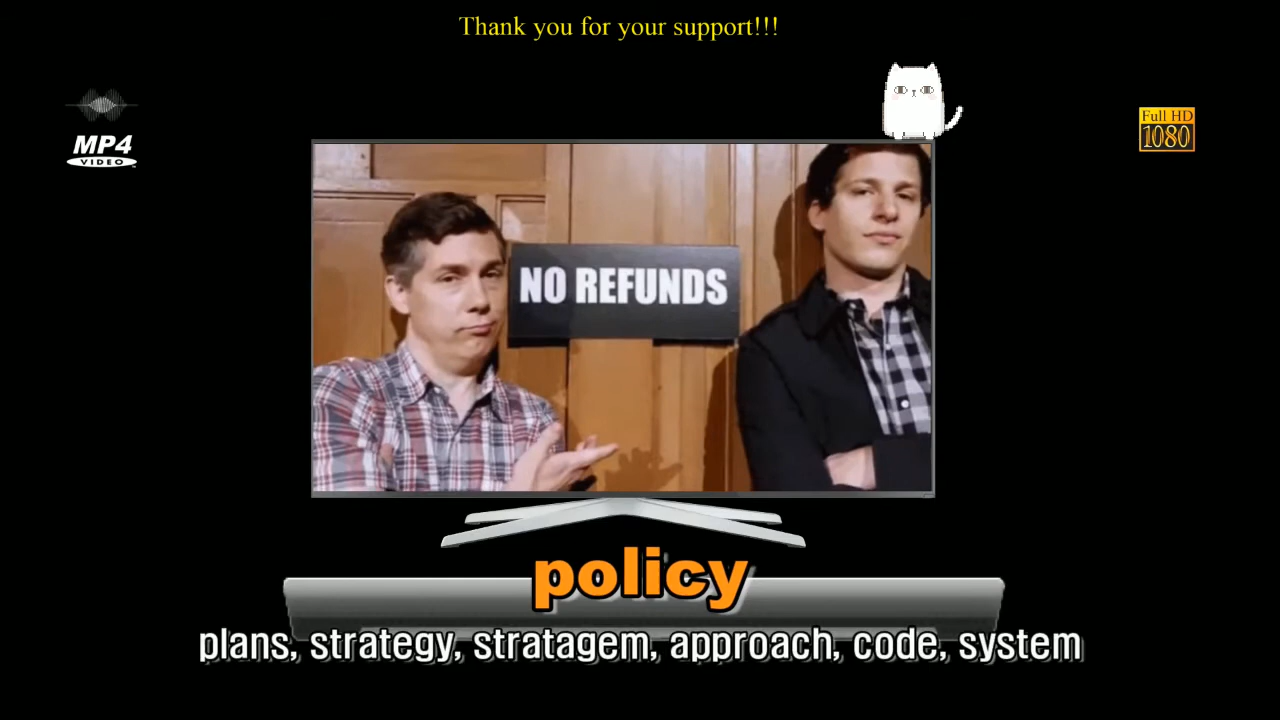 Thank you for your support!!!
MP4
VIDEO
Full HD
1080
NO REFUNDS
policy
plans, strategy, stratagem, approach, code, system